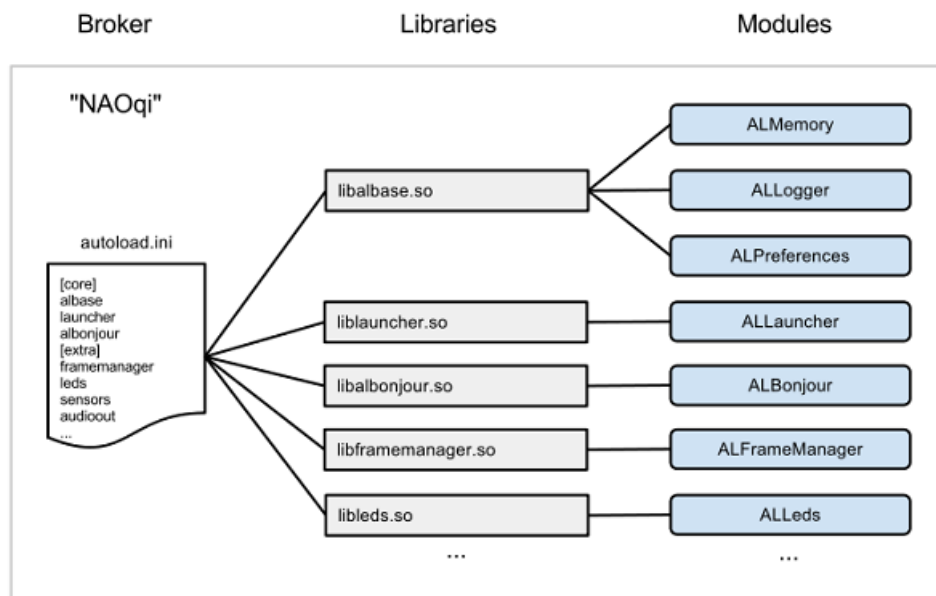 Broker
Libraries
Modules
"NAOqi"
autoload.ini
[core]
albase
launcher
albonjour
[extra]
framemanager
leds
sensors
audioout
...
libalbase.so
liblauncher.so
libalbonjour.so
libframemanager.so
libleds.so
...
ALMemory
ALLogger
ALPreferences
ALLauncher
ALBonjour
ALFrameManager
ALLeds
...